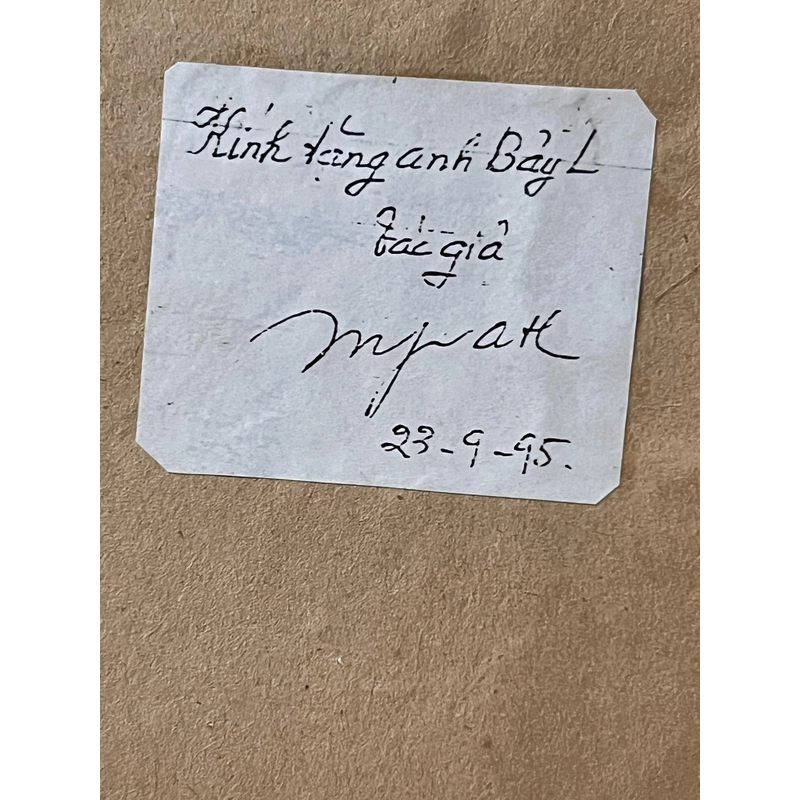 Kính tặng anh Bảy L
Tác giả
23-9-95.